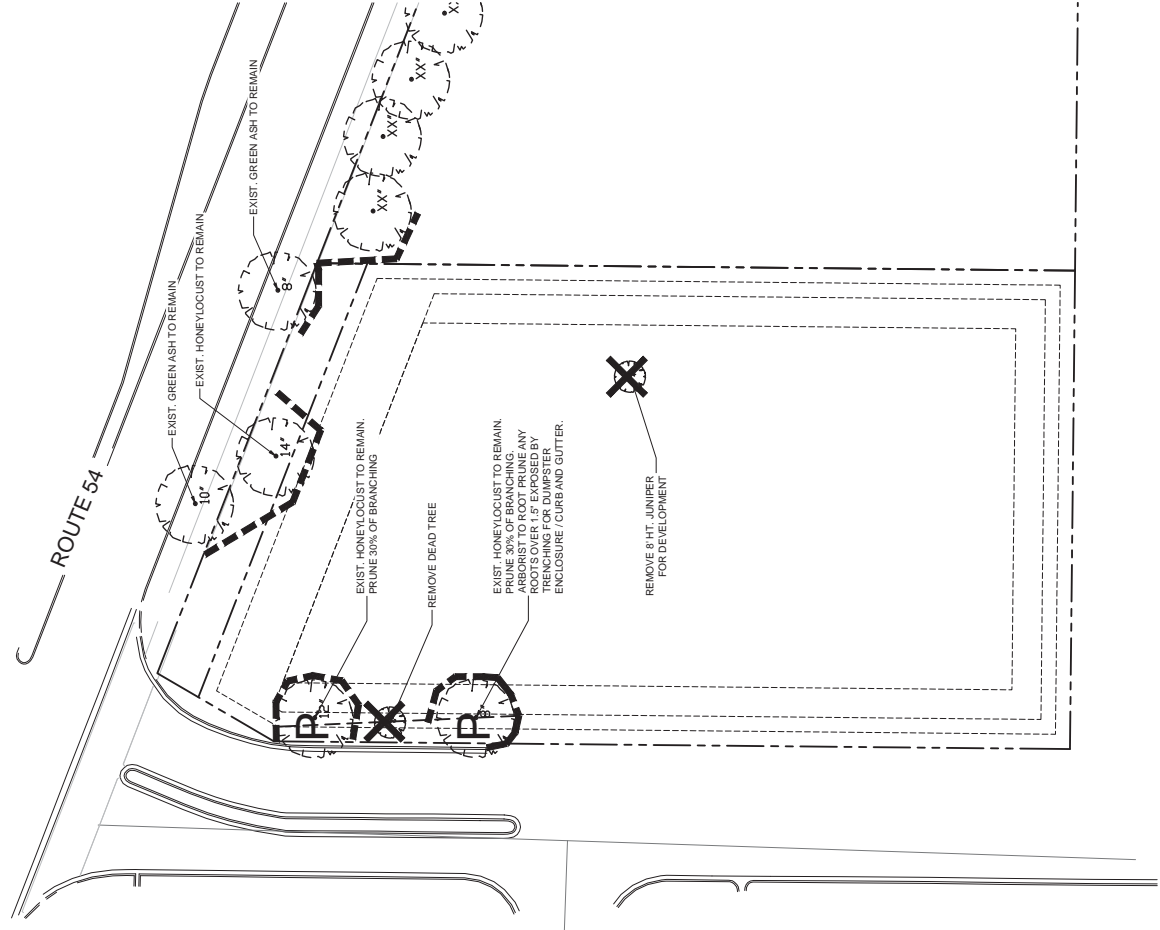 ROUTE 54
EXIST. GREEN ASH TO REMAIN
EXIST. HONEYLOCUST TO REMAIN
EXIST. GREEN ASH TO REMAIN
10"
14"
8"
XX"
XX"
XX"
EXIST. HONEYLOCUST TO REMAIN.
PRUNE 30% OF BRANCHING
REMOVE DEAD TREE
EXIST. HONEYLOCUST TO REMAIN.
PRUNE 30% OF BRANCHING.
ARBORIST TO ROOT PRUNE ANY
ROOTS OVER 1.5" EXPOSED BY
TRENCHING FOR DUMPSTER
ENCLOSURE / CURB AND GUTTER.
REMOVE 8' HT. JUNIPER
FOR DEVELOPMENT
P
P